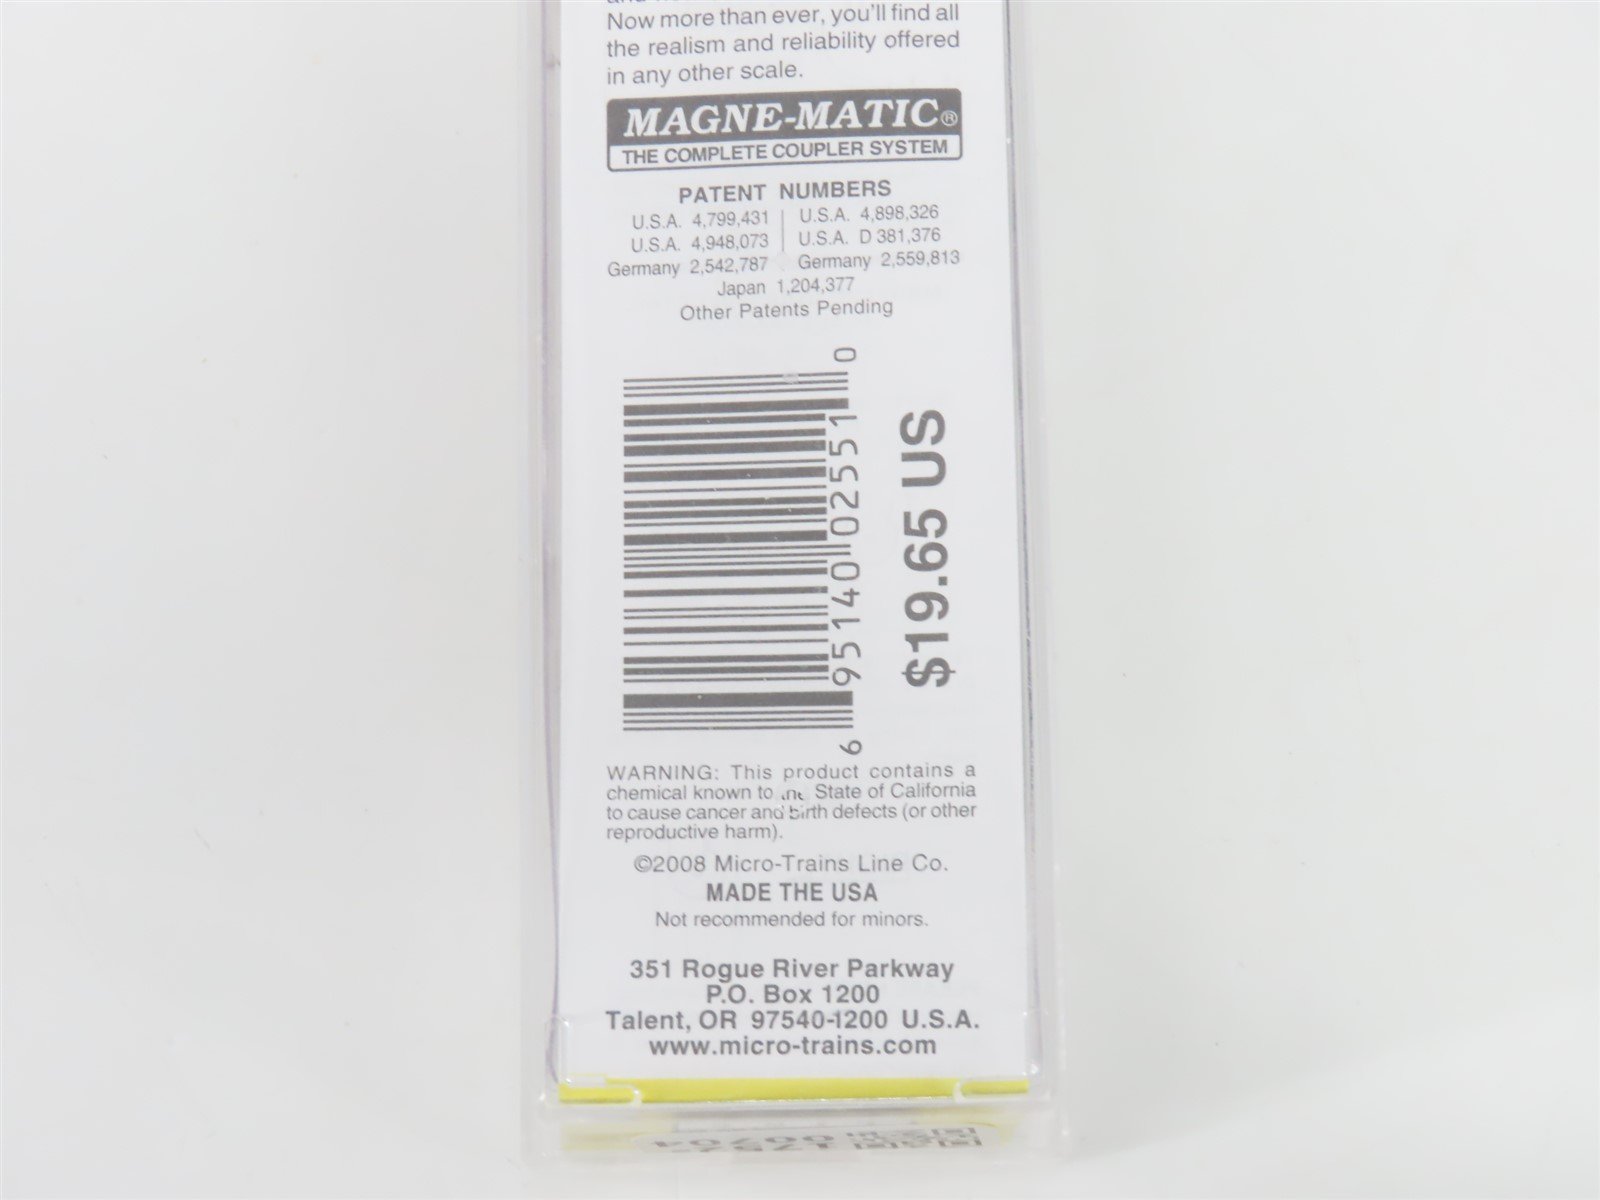 Now more than ever, you'll find all
the realism and reliability offered
in any other scale.
MAGNE-MATIC®
THE COMPLETE COUPLER SYSTEM
PATENT NUMBERS
U.S.A. 4,799,431 | U.S.A. 4,898,326
U.S.A. 4,948,073 | U.S.A. D 381,376
Germany 2,542,787 Germany 2,559,813
Japan 1,204,377
Other Patents Pending
6 95140 02551 0
$19.65 US
WARNING: This product contains a
chemical known to the State of California
to cause cancer and birth defects (or other
reproductive harm).
©2008 Micro-Trains Line Co.
MADE THE USA
Not recommended for minors.
351 Rogue River Parkway
P.O. Box 1200
Talent, OR 97540-1200 U.S.A.
www.micro-trains.com